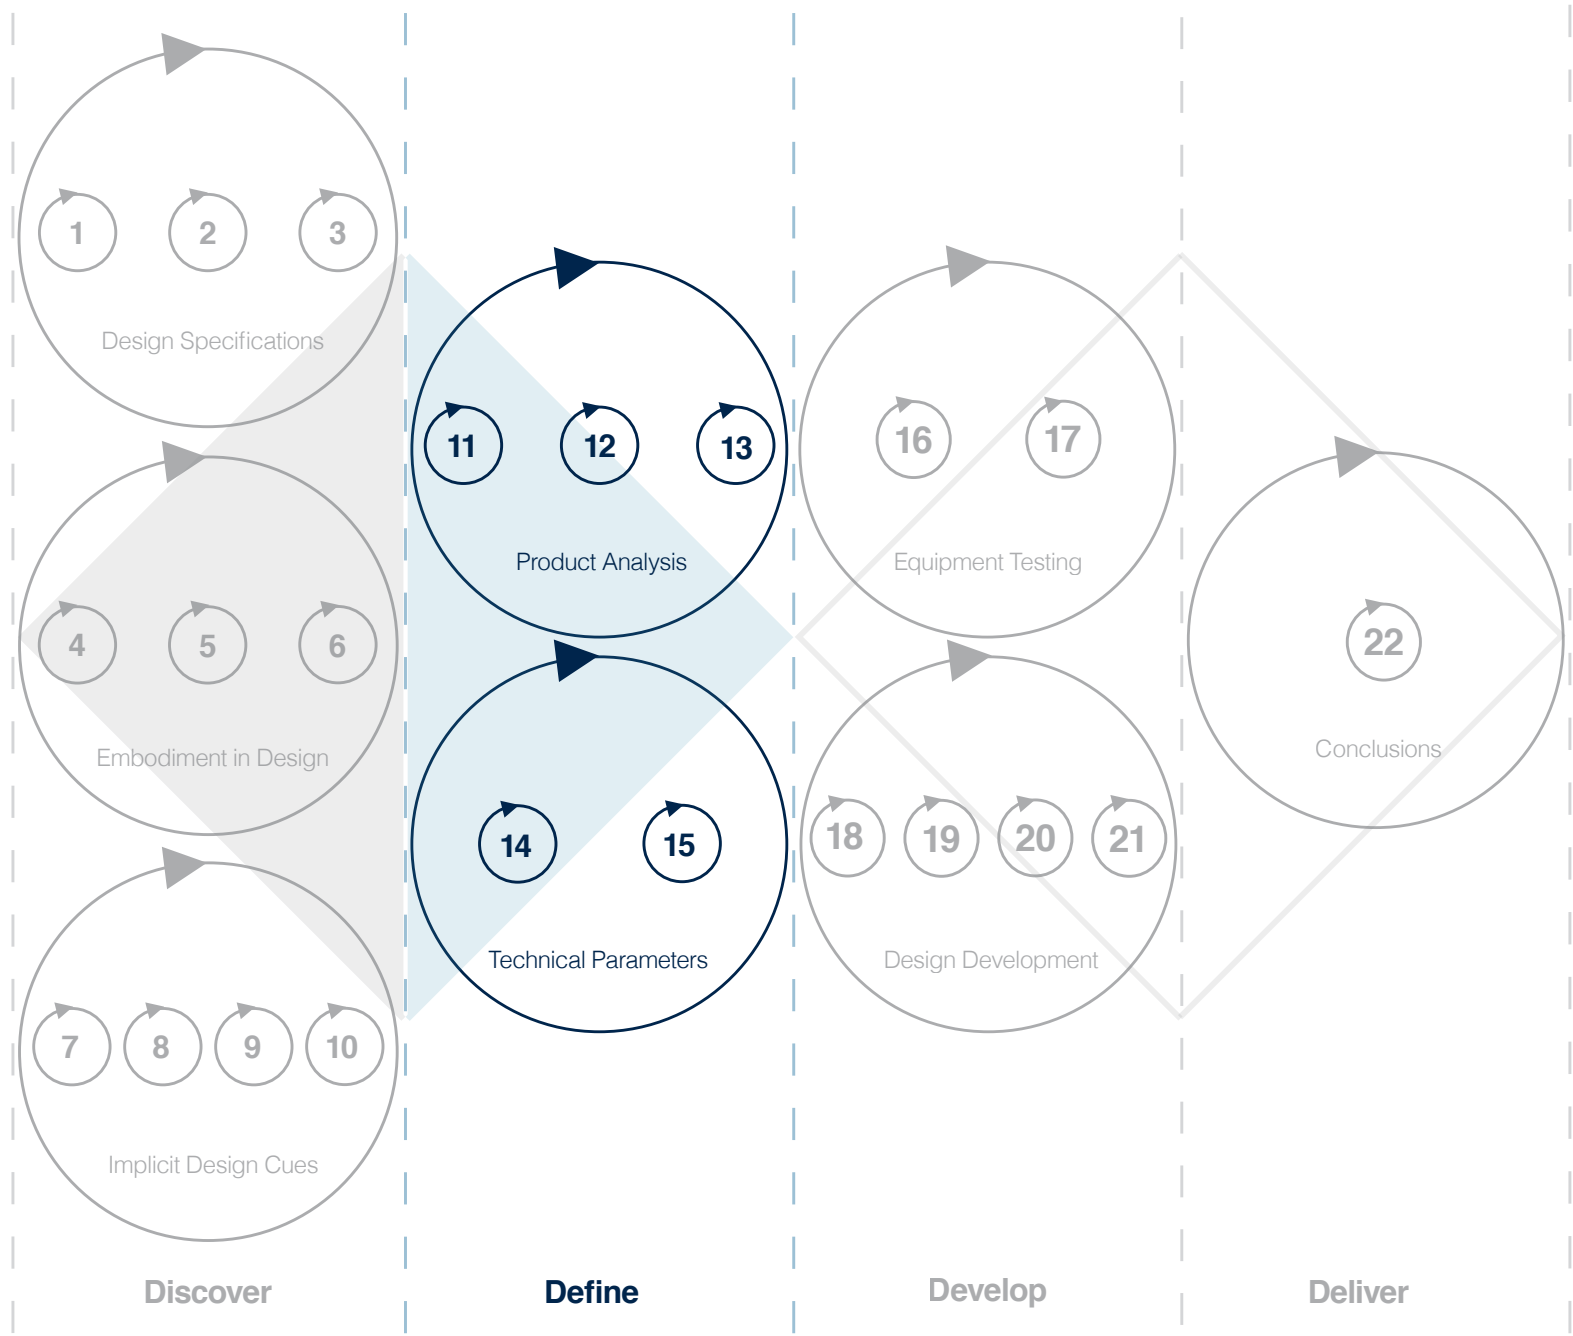 1 2 3
Design Specifications
4 5 6
Embodiment in Design
7 8 9 10
Implicit Design Cues
Discover
11 12 13
Product Analysis
14 15
Technical Parameters
Define
16 17
Equipment Testing
18 19 20 21
Design Development
Develop
22
Conclusions
Deliver